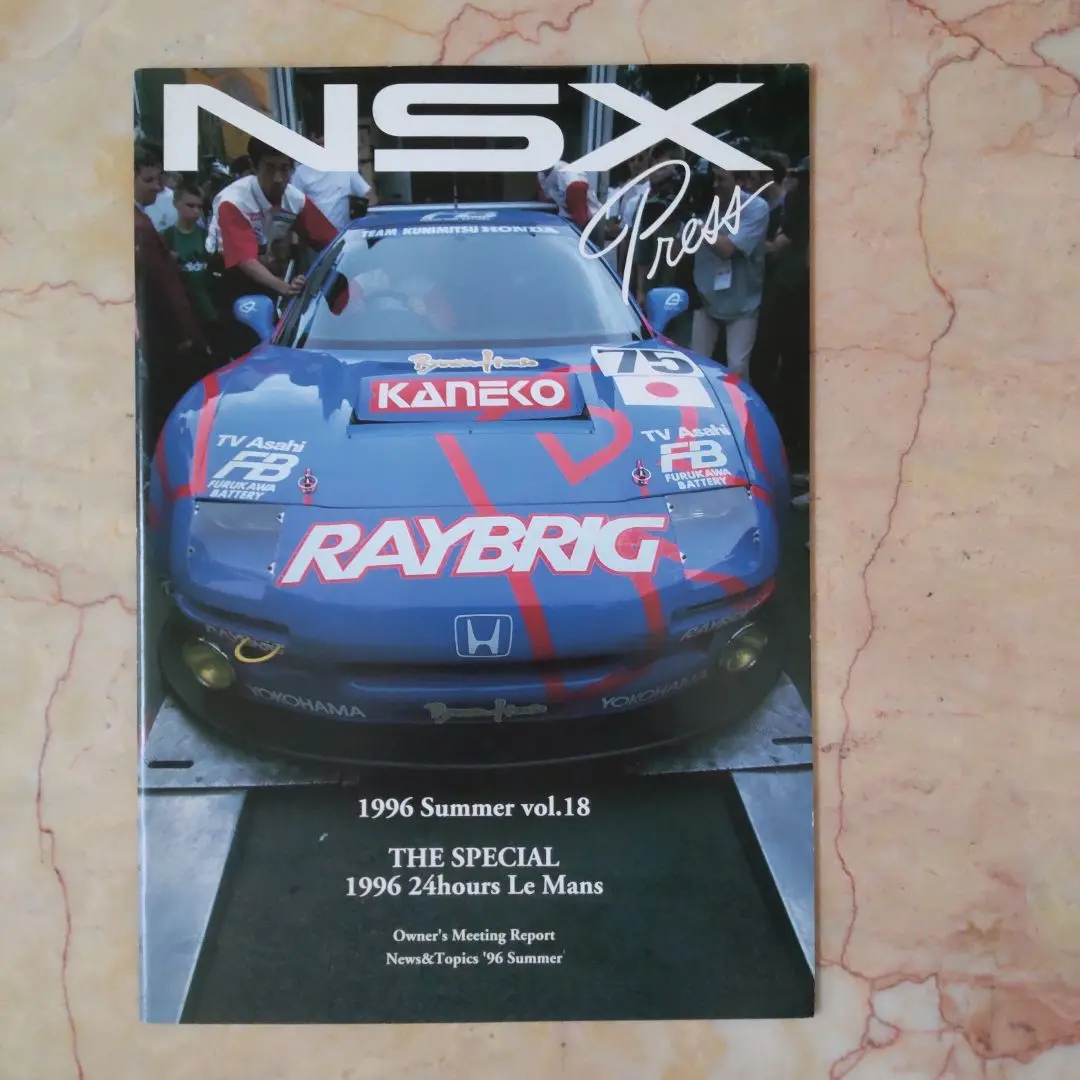 NSX
Press
TEAM KUNIMITSU HONDA
KANEKO
75
TV Asahi
FB
FURUKAWA
BATTERY
TV Asahi
FB
FURUKAWA
BATTERY
RAYBRIG
RAYBRIG
YOKOHAMA
YOKOHAMA
1996 Summer vol.18
THE SPECIAL
1996 24hours Le Mans
Owner's Meeting Report
News&Topics '96 Summer